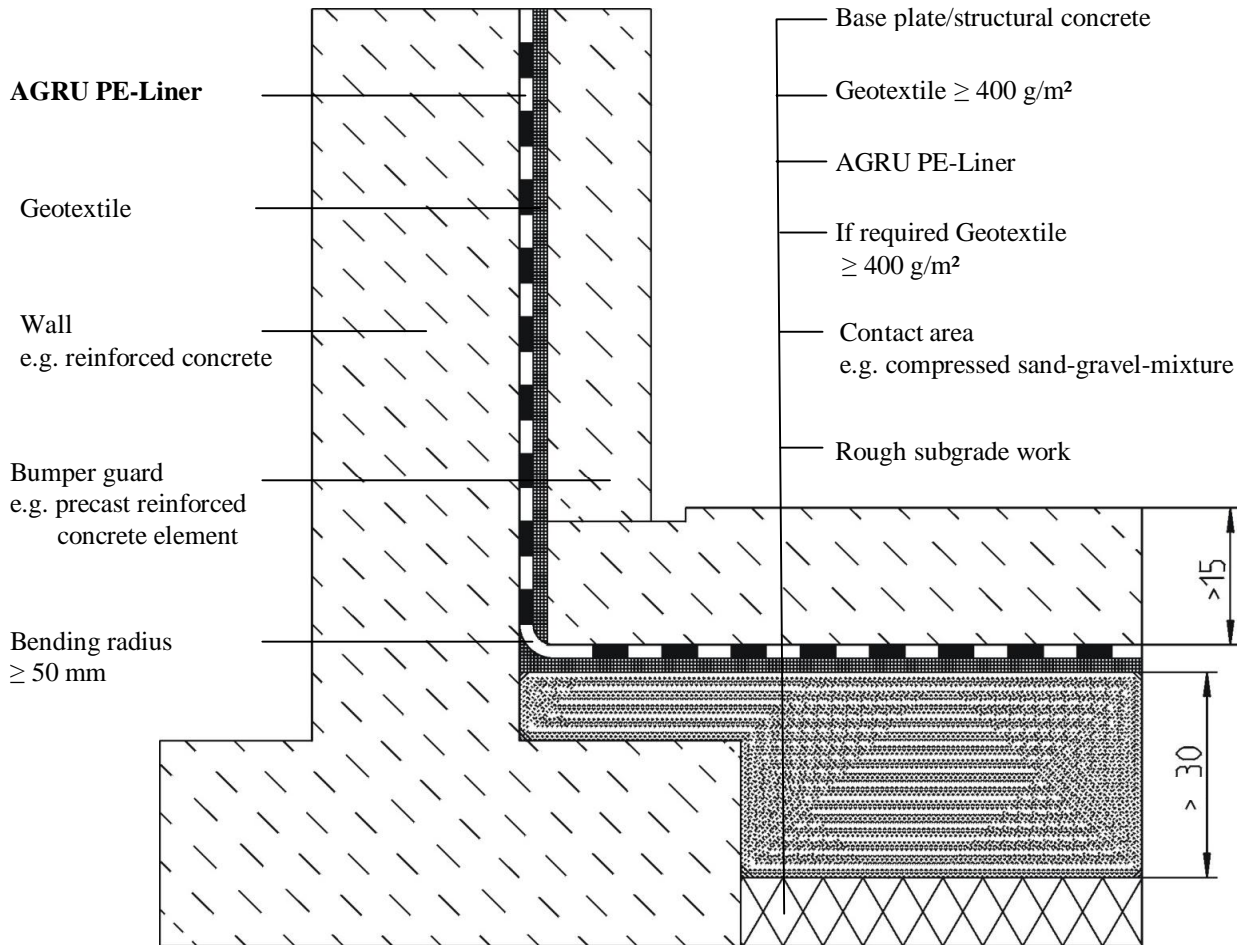 AGRU PE-Liner
Geotextile
Wall
e.g. reinforced concrete
Bumper guard
e.g. precast reinforced
concrete element
Bending radius
≥ 50 mm
Base plate/structural concrete
Geotextile ≥ 400 g/m²
AGRU PE-Liner
If required Geotextile
≥ 400 g/m²
Contact area
e.g. compressed sand-gravel-mixture
Rough subgrade work
>15
> 30